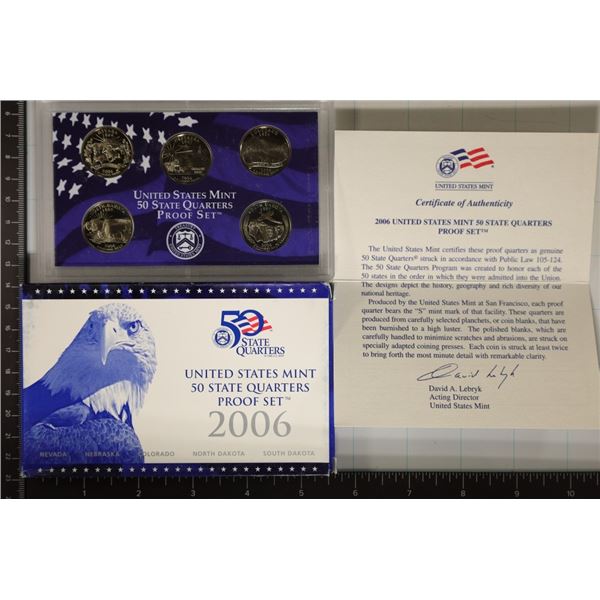 UNITED STATES MINT
50 STATE QUARTERS
PROOF SET™
UNITED STATES MINT
Certificate of Authenticity
2006 UNITED STATES MINT 50 STATE QUARTERS
PROOF SET™
The United States Mint certifies these proof quarters as genuine
50 State Quarters® struck in accordance with Public Law 105-124.
The 50 State Quarters Program was created to honor each of the
50 states in the order in which they were admitted into the Union.
The designs depict the history, geography and rich diversity of our
national heritage.
Produced by the United States Mint at San Francisco, each proof
quarter bears the "S" mint mark of that facility. These quarters are
produced from carefully selected planchets, or coin blanks, that have
been burnished to a high luster. The polished blanks, which are
carefully handled to minimize scratches and abrasions, are struck
on specially adapted coining presses. Each coin is struck at least twice
to bring forth the most minute detail with remarkable clarity.
David A. Lebryk
Acting Director
United States Mint
50
STATE
QUARTERS
UNITED STATES MINT
50 STATE QUARTERS
PROOF SET™
2006
NEVADA NEBRASKA COLORADO NORTH DAKOTA SOUTH DAKOTA
1 2 3 4 5 6 7 8 9 10